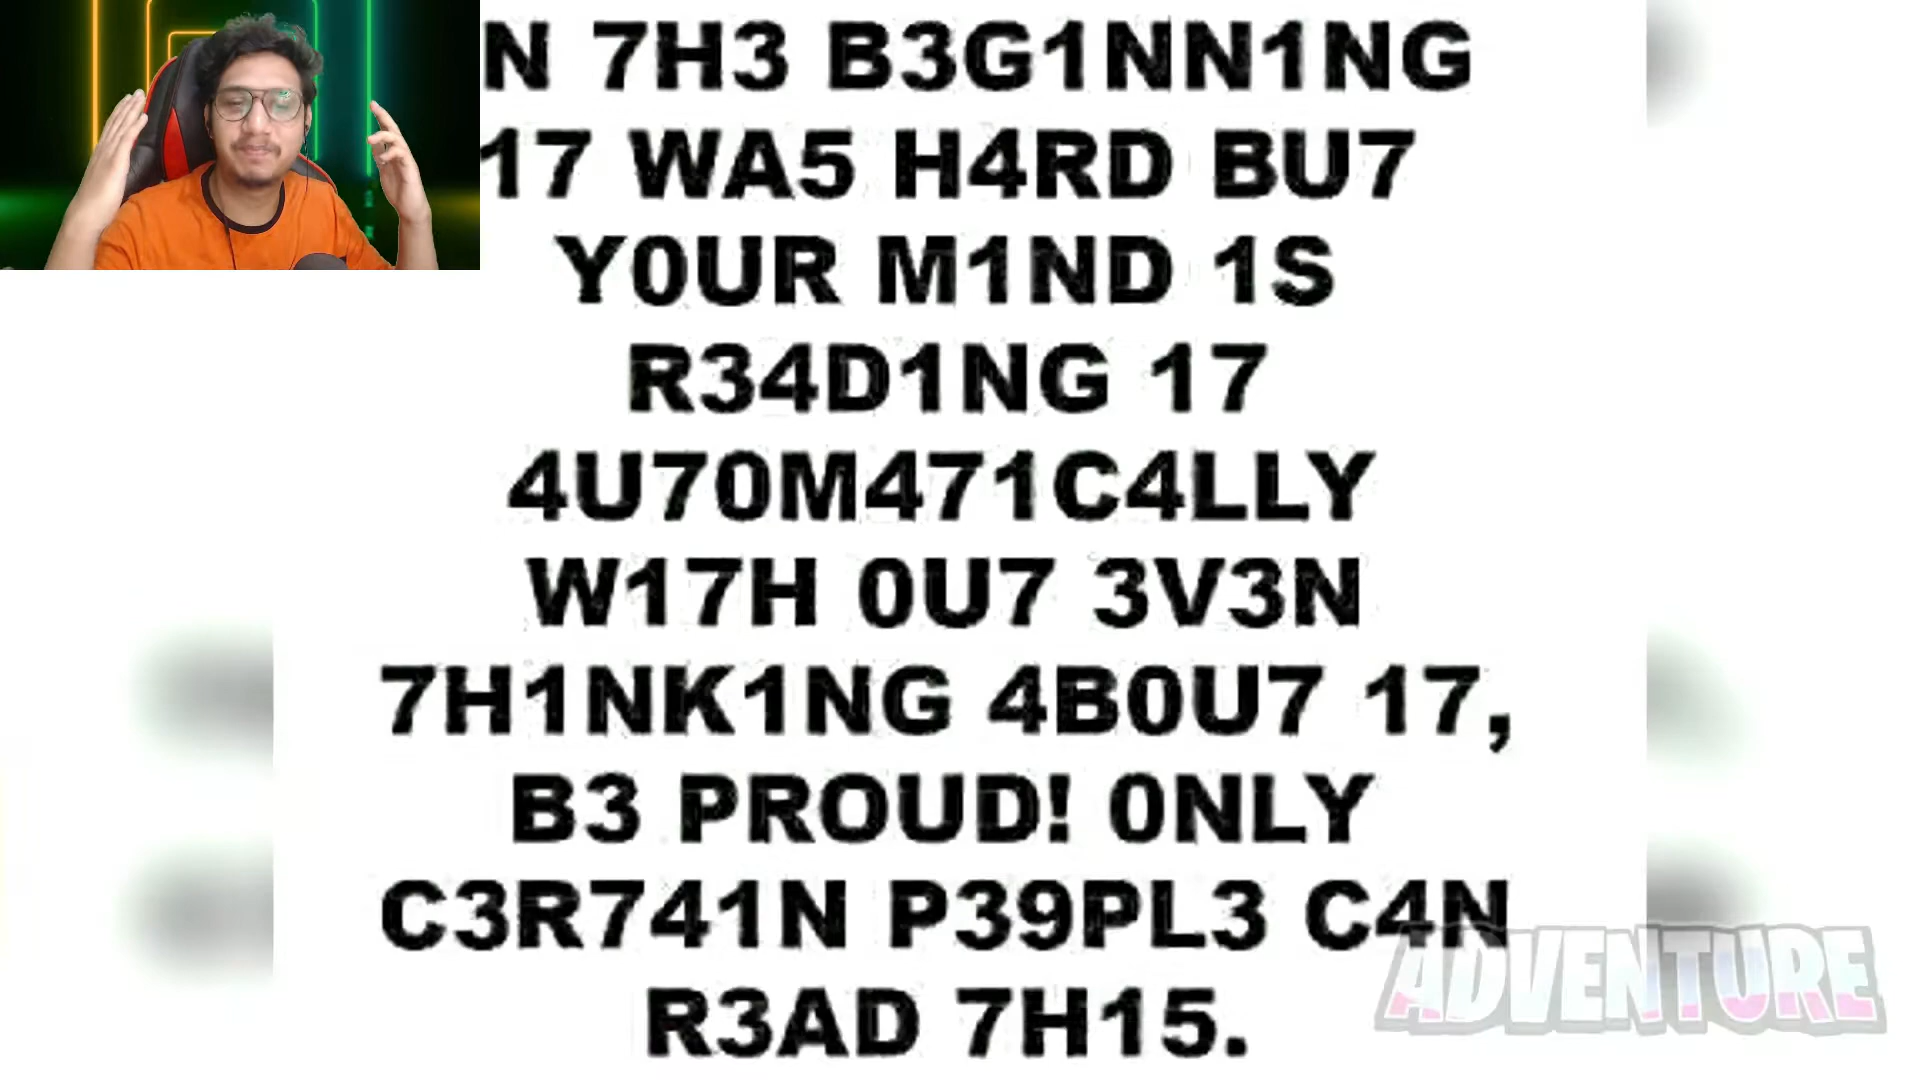 N 7H3 B3G1NN1NG
17 WA5 H4RD BU7
Y0UR M1ND 1S
R34D1NG 17
4U70M471C4LLY
W17H 0U7 3V3N
7H1NK1NG 4B0U7 17,
B3 PROUD! 0NLY
C3R741N P39PL3 C4N
R3AD 7H15.
ADVENTURE